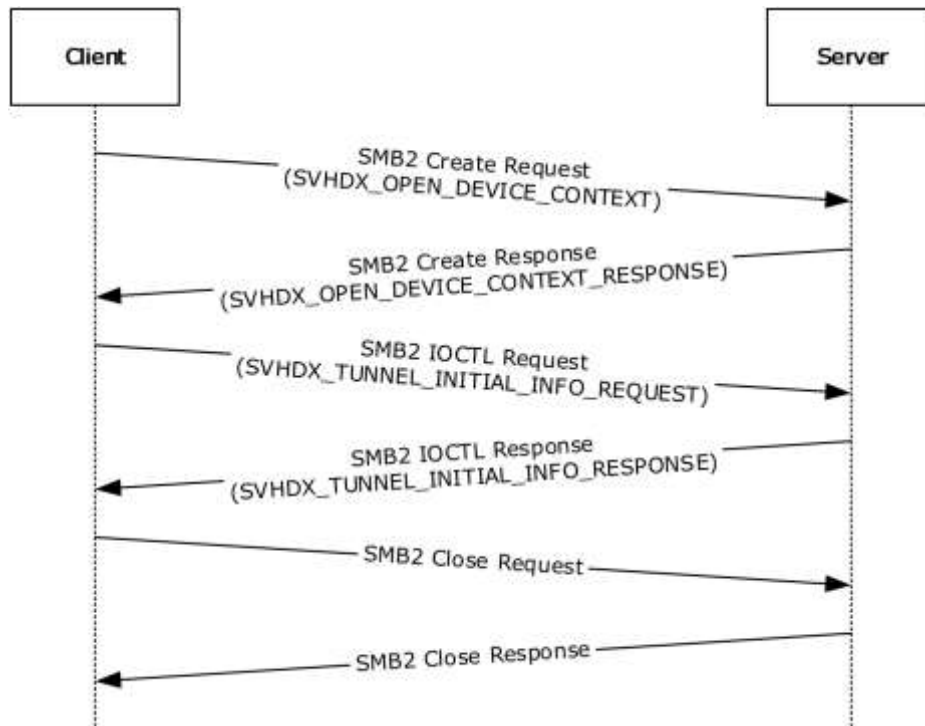 Client
Server
SMB2 Create Request
(SVHDX_OPEN_DEVICE_CONTEXT)
SMB2 Create Response
(SVHDX_OPEN_DEVICE_CONTEXT_RESPONSE)
SMB2 IOCTL Request
(SVHDX_TUNNEL_INITIAL_INFO_REQUEST)
SMB2 IOCTL Response
(SVHDX_TUNNEL_INITIAL_INFO_RESPONSE)
SMB2 Close Request
SMB2 Close Response